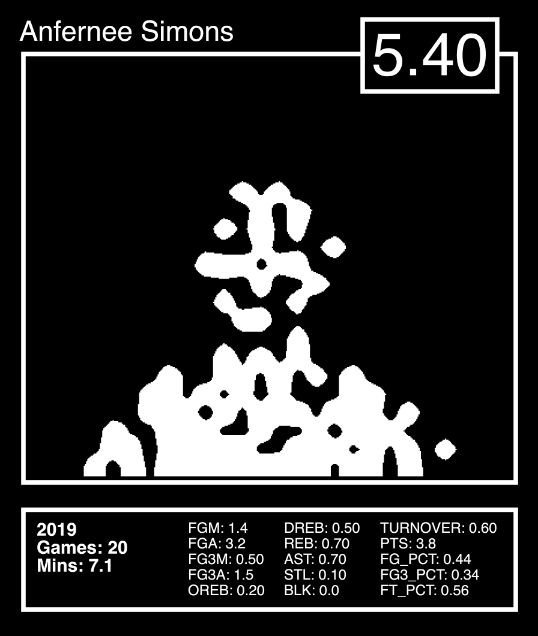 Anfernee Simons
5.40
2019
Games: 20
Mins: 7.1
FGM: 1.4
FGA: 3.2
FG3M: 0.50
FG3A: 1.5
OREB: 0.20
DREB: 0.50
REB: 0.70
AST: 0.70
STL: 0.10
BLK: 0.0
TURNOVER: 0.60
PTS: 3.8
FG_PCT: 0.44
FG3_PCT: 0.34
FT_PCT: 0.56